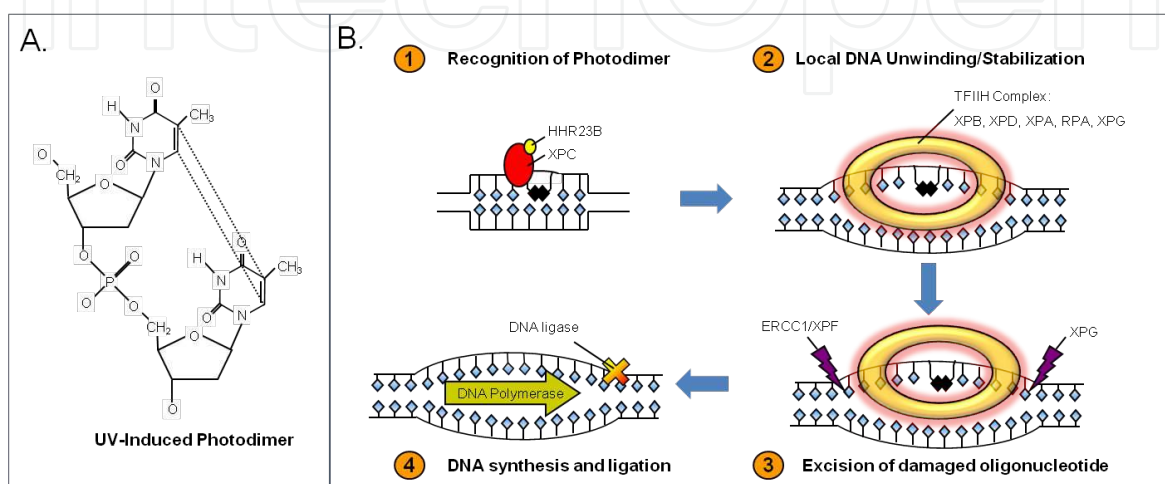 intechopen
A.
O
H
N
CH₃
O
N
O
CH₂
O
O
O
O
P
O
H
N
CH₃
O
O
N
CH₂
O
O
UV-Induced Photodimer
B.
1 Recognition of Photodimer
HHR23B
XPC
2 Local DNA Unwinding/Stabilization
TFIIH Complex:
XPB, XPD, XPA, RPA, XPG
ERCC1/XPF
XPG
3 Excision of damaged oligonucleotide
DNA ligase
DNA Polymerase
4 DNA synthesis and ligation